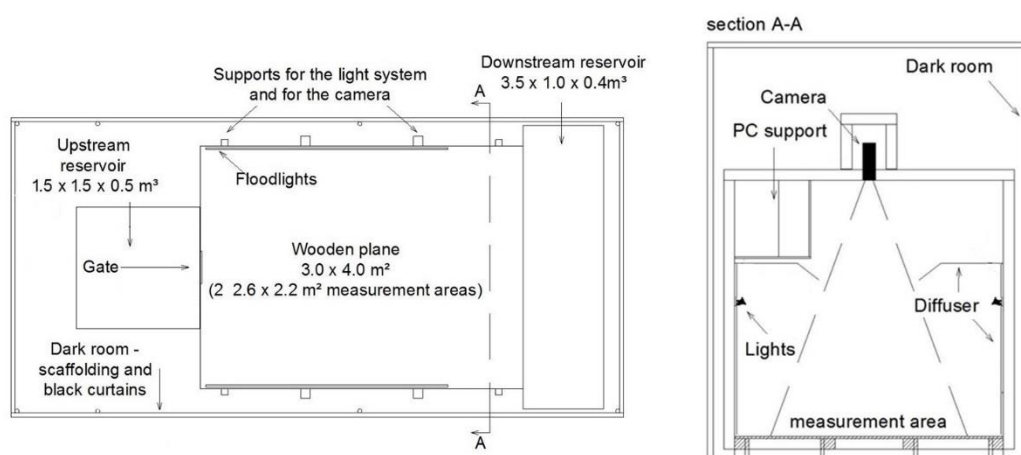 Supports for the light system
and for the camera
Downstream reservoir
3.5 x 1.0 x 0.4m³
A
Upstream
reservoir
1.5 x 1.5 x 0.5 m³
Floodlights
Gate
Wooden plane
3.0 x 4.0 m²
(2 2.6 x 2.2 m² measurement areas)
Dark room -
scaffolding and
black curtains
A
section A-A
Dark room
Camera
PC support
Diffuser
Lights
measurement area